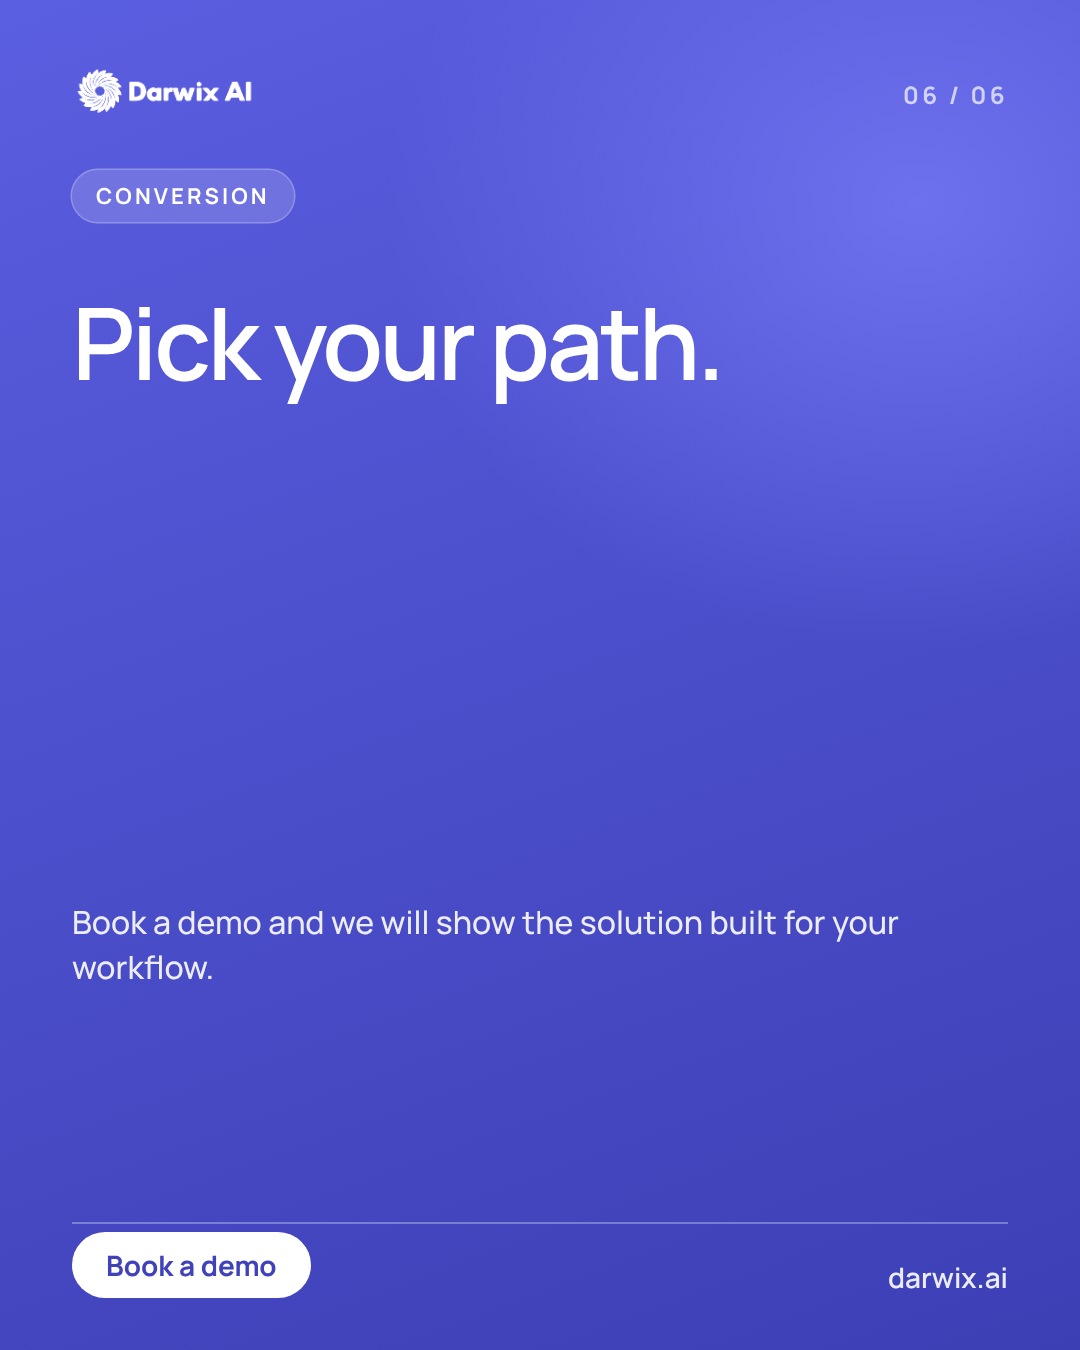 Darwix AI
06 / 06
CONVERSION
Pick your path.
Book a demo and we will show the solution built for your
workflow.
Book a demo
darwix.ai